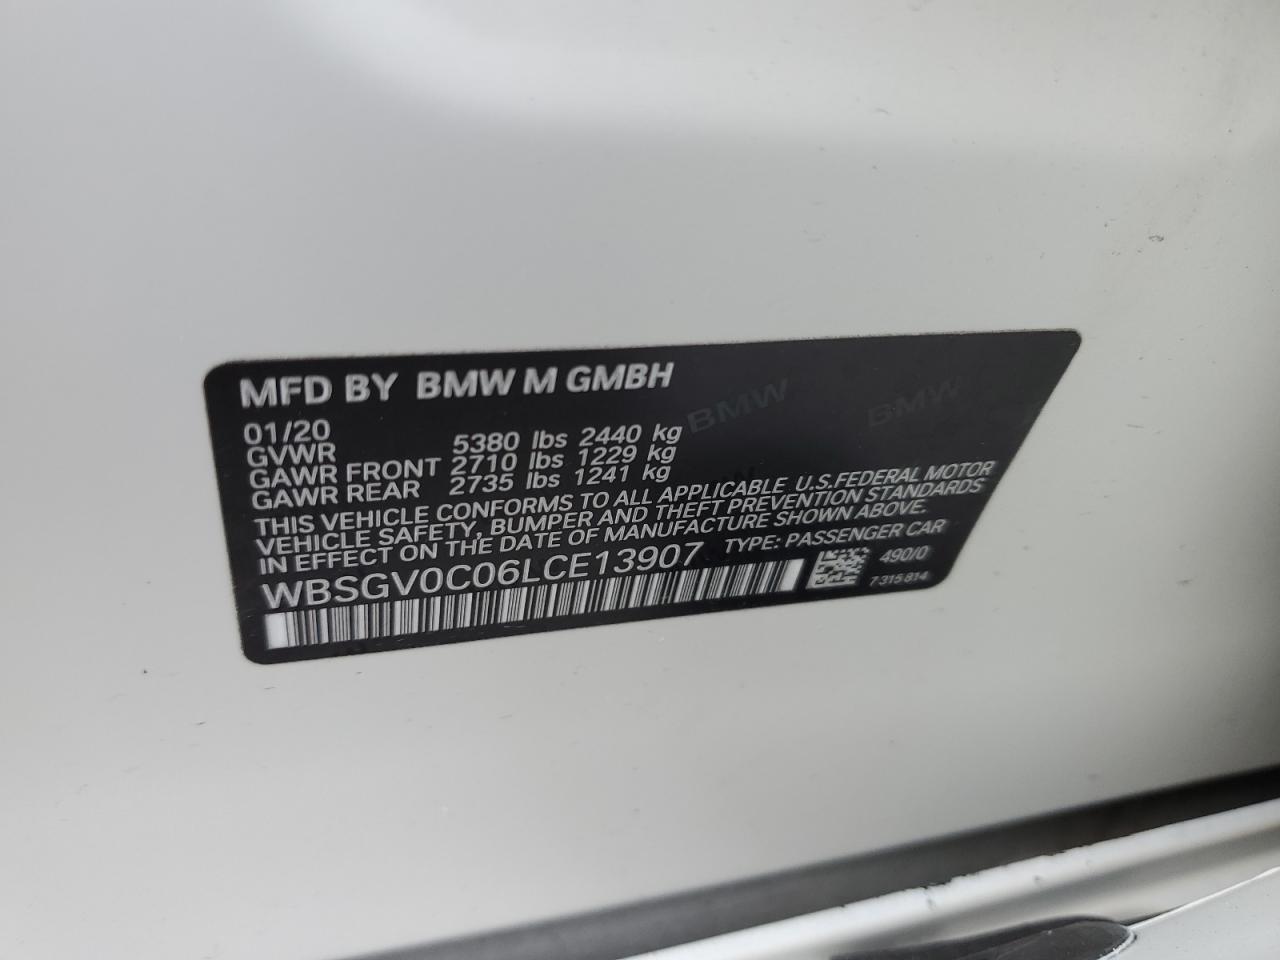 MFD BY BMW M GMBH
01/20
GVWR 5380 lbs 2440 kg
GAWR FRONT 2710 lbs 1229 kg
GAWR REAR 2735 lbs 1241 kg
THIS VEHICLE CONFORMS TO ALL APPLICABLE U.S.FEDERAL MOTOR
VEHICLE SAFETY, BUMPER AND THEFT PREVENTION STANDARDS
IN EFFECT ON THE DATE OF MANUFACTURE SHOWN ABOVE.
WBSGV0C06LCE13907 TYPE: PASSENGER CAR
490/0
7 315 814
BMW BMW